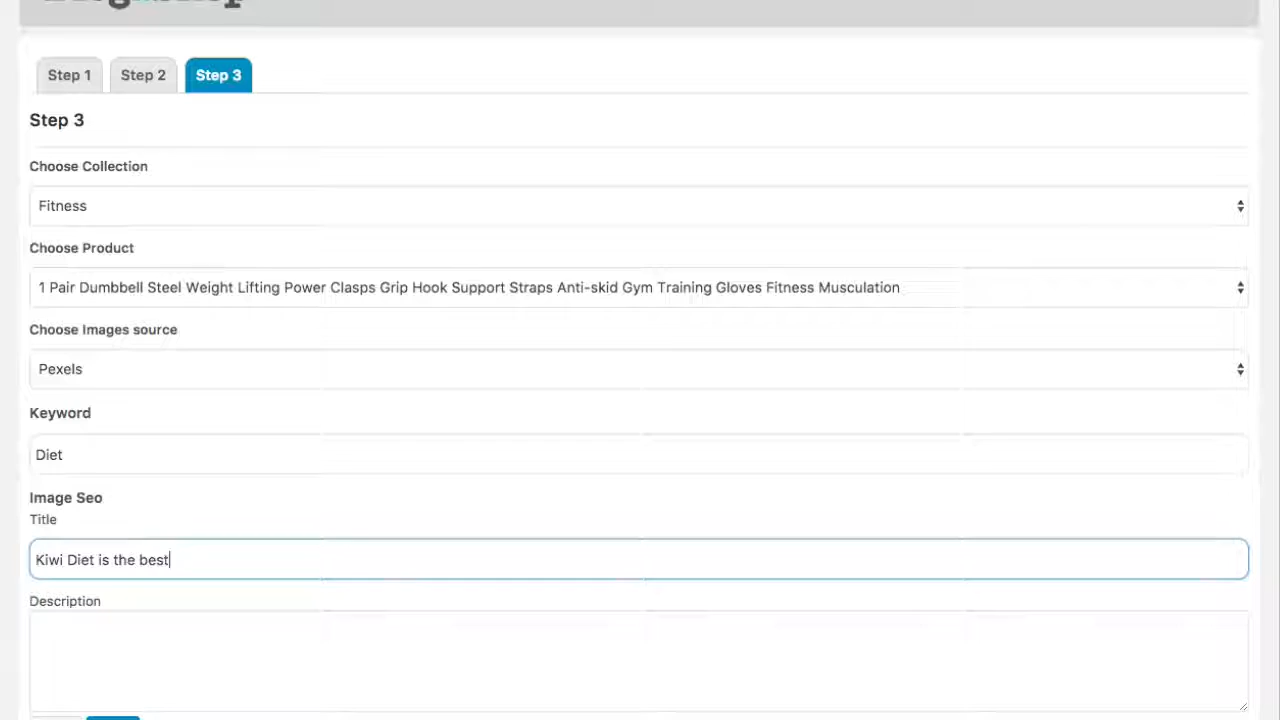 Step 1
Step 2
Step 3
Step 3
Choose Collection
Fitness
Choose Product
1 Pair Dumbbell Steel Weight Lifting Power Clasps Grip Hook Support Straps Anti-skid Gym Training Gloves Fitness Musculation
Choose Images source
Pexels
Keyword
Diet
Image Seo
Title
Kiwi Diet is the best
Description